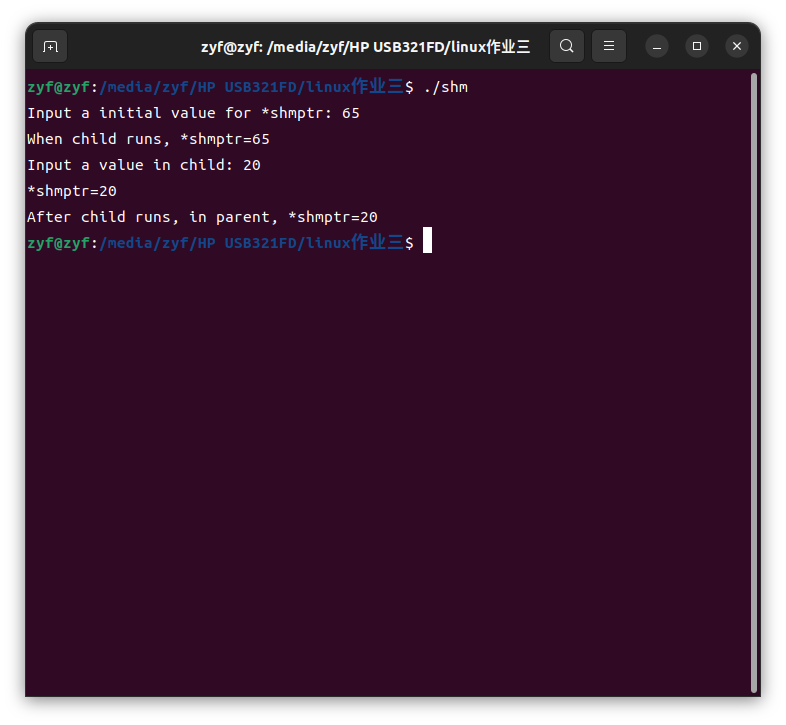 zyf@zyf: /media/zyf/HP USB321FD/linux作业三
zyf@zyf:/media/zyf/HP USB321FD/linux作业三$ ./shm
Input a initial value for *shmptr: 65
When child runs, *shmptr=65
Input a value in child: 20
*shmptr=20
After child runs, in parent, *shmptr=20
zyf@zyf:/media/zyf/HP USB321FD/linux作业三$